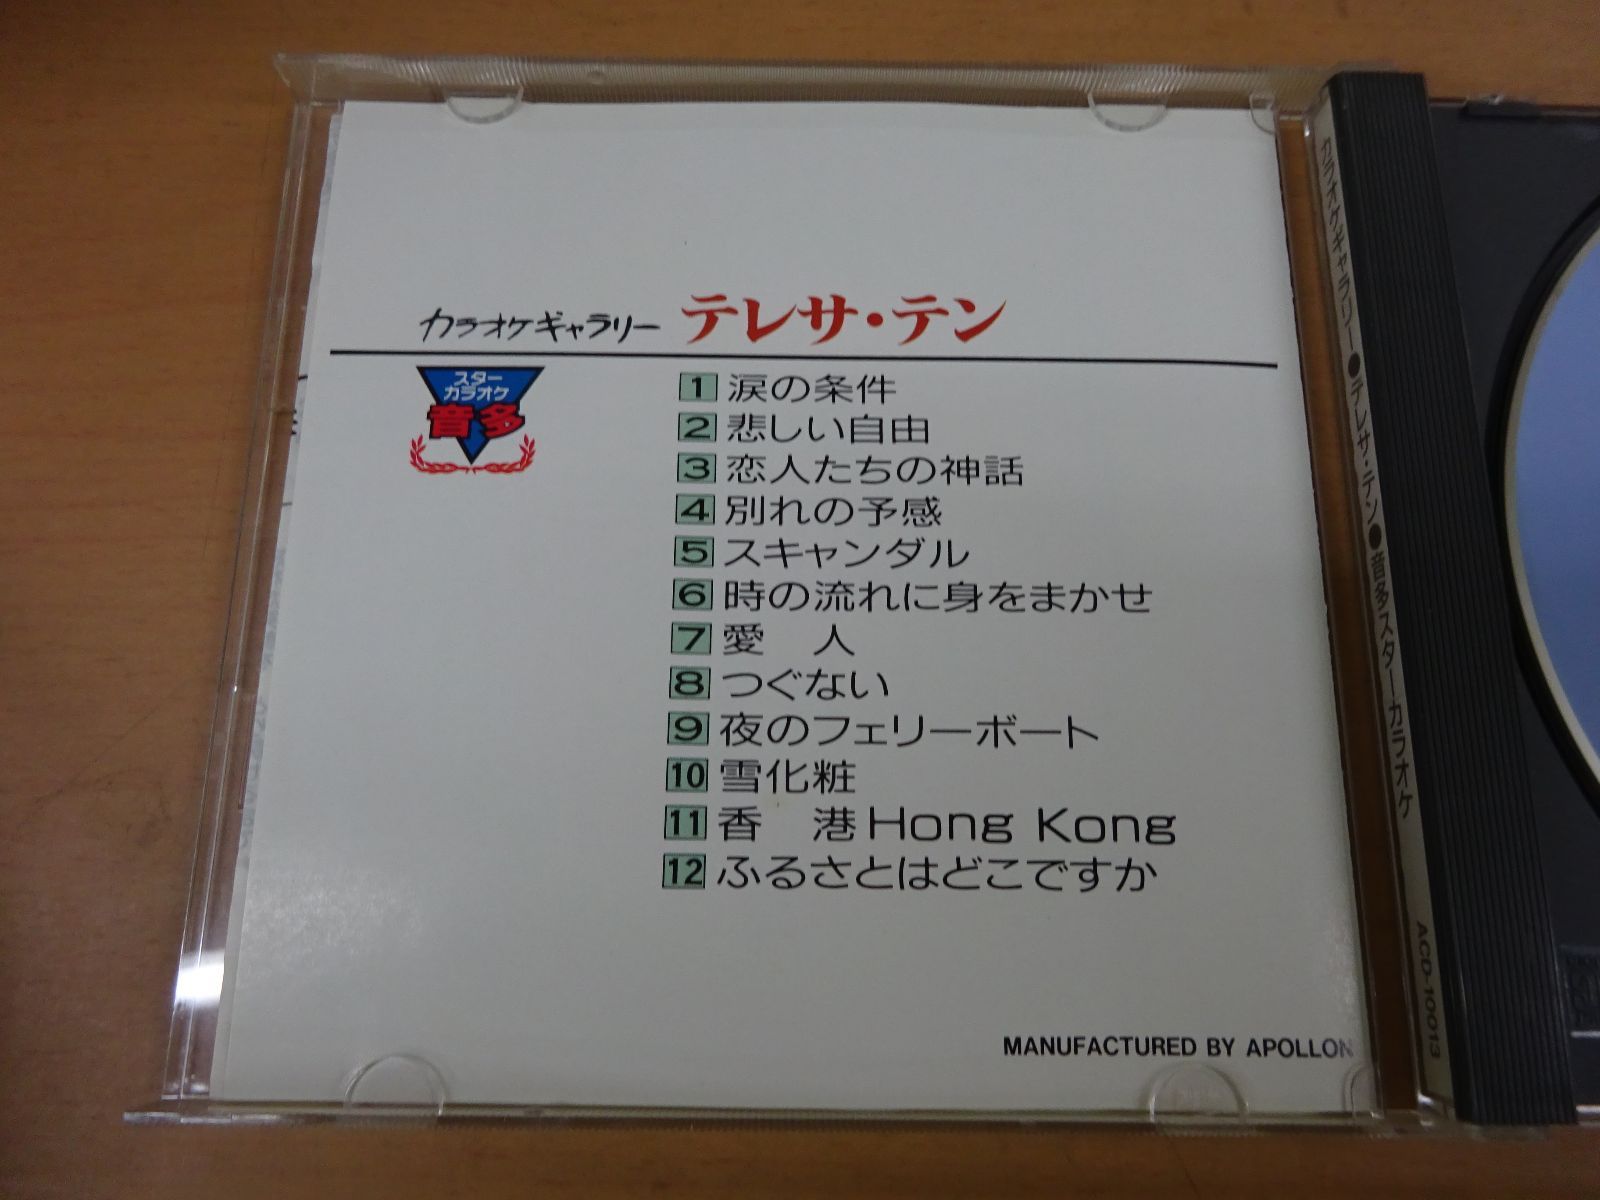 カラオケギャラリー テレサ・テン
スター
カラオケ
音多
1 涙の条件
2 悲しい自由
3 恋人たちの神話
4 別れの予感
5 スキャンダル
6 時の流れに身をまかせ
7 愛　人
8 つぐない
9 夜のフェリーボート
10 雪化粧
11 香　港 Hong Kong
12 ふるさとはどこですか
MANUFACTURED BY APOLLON
カラオケギャラリー●テレサ・テン●音多スターカラオケ ACD-10013